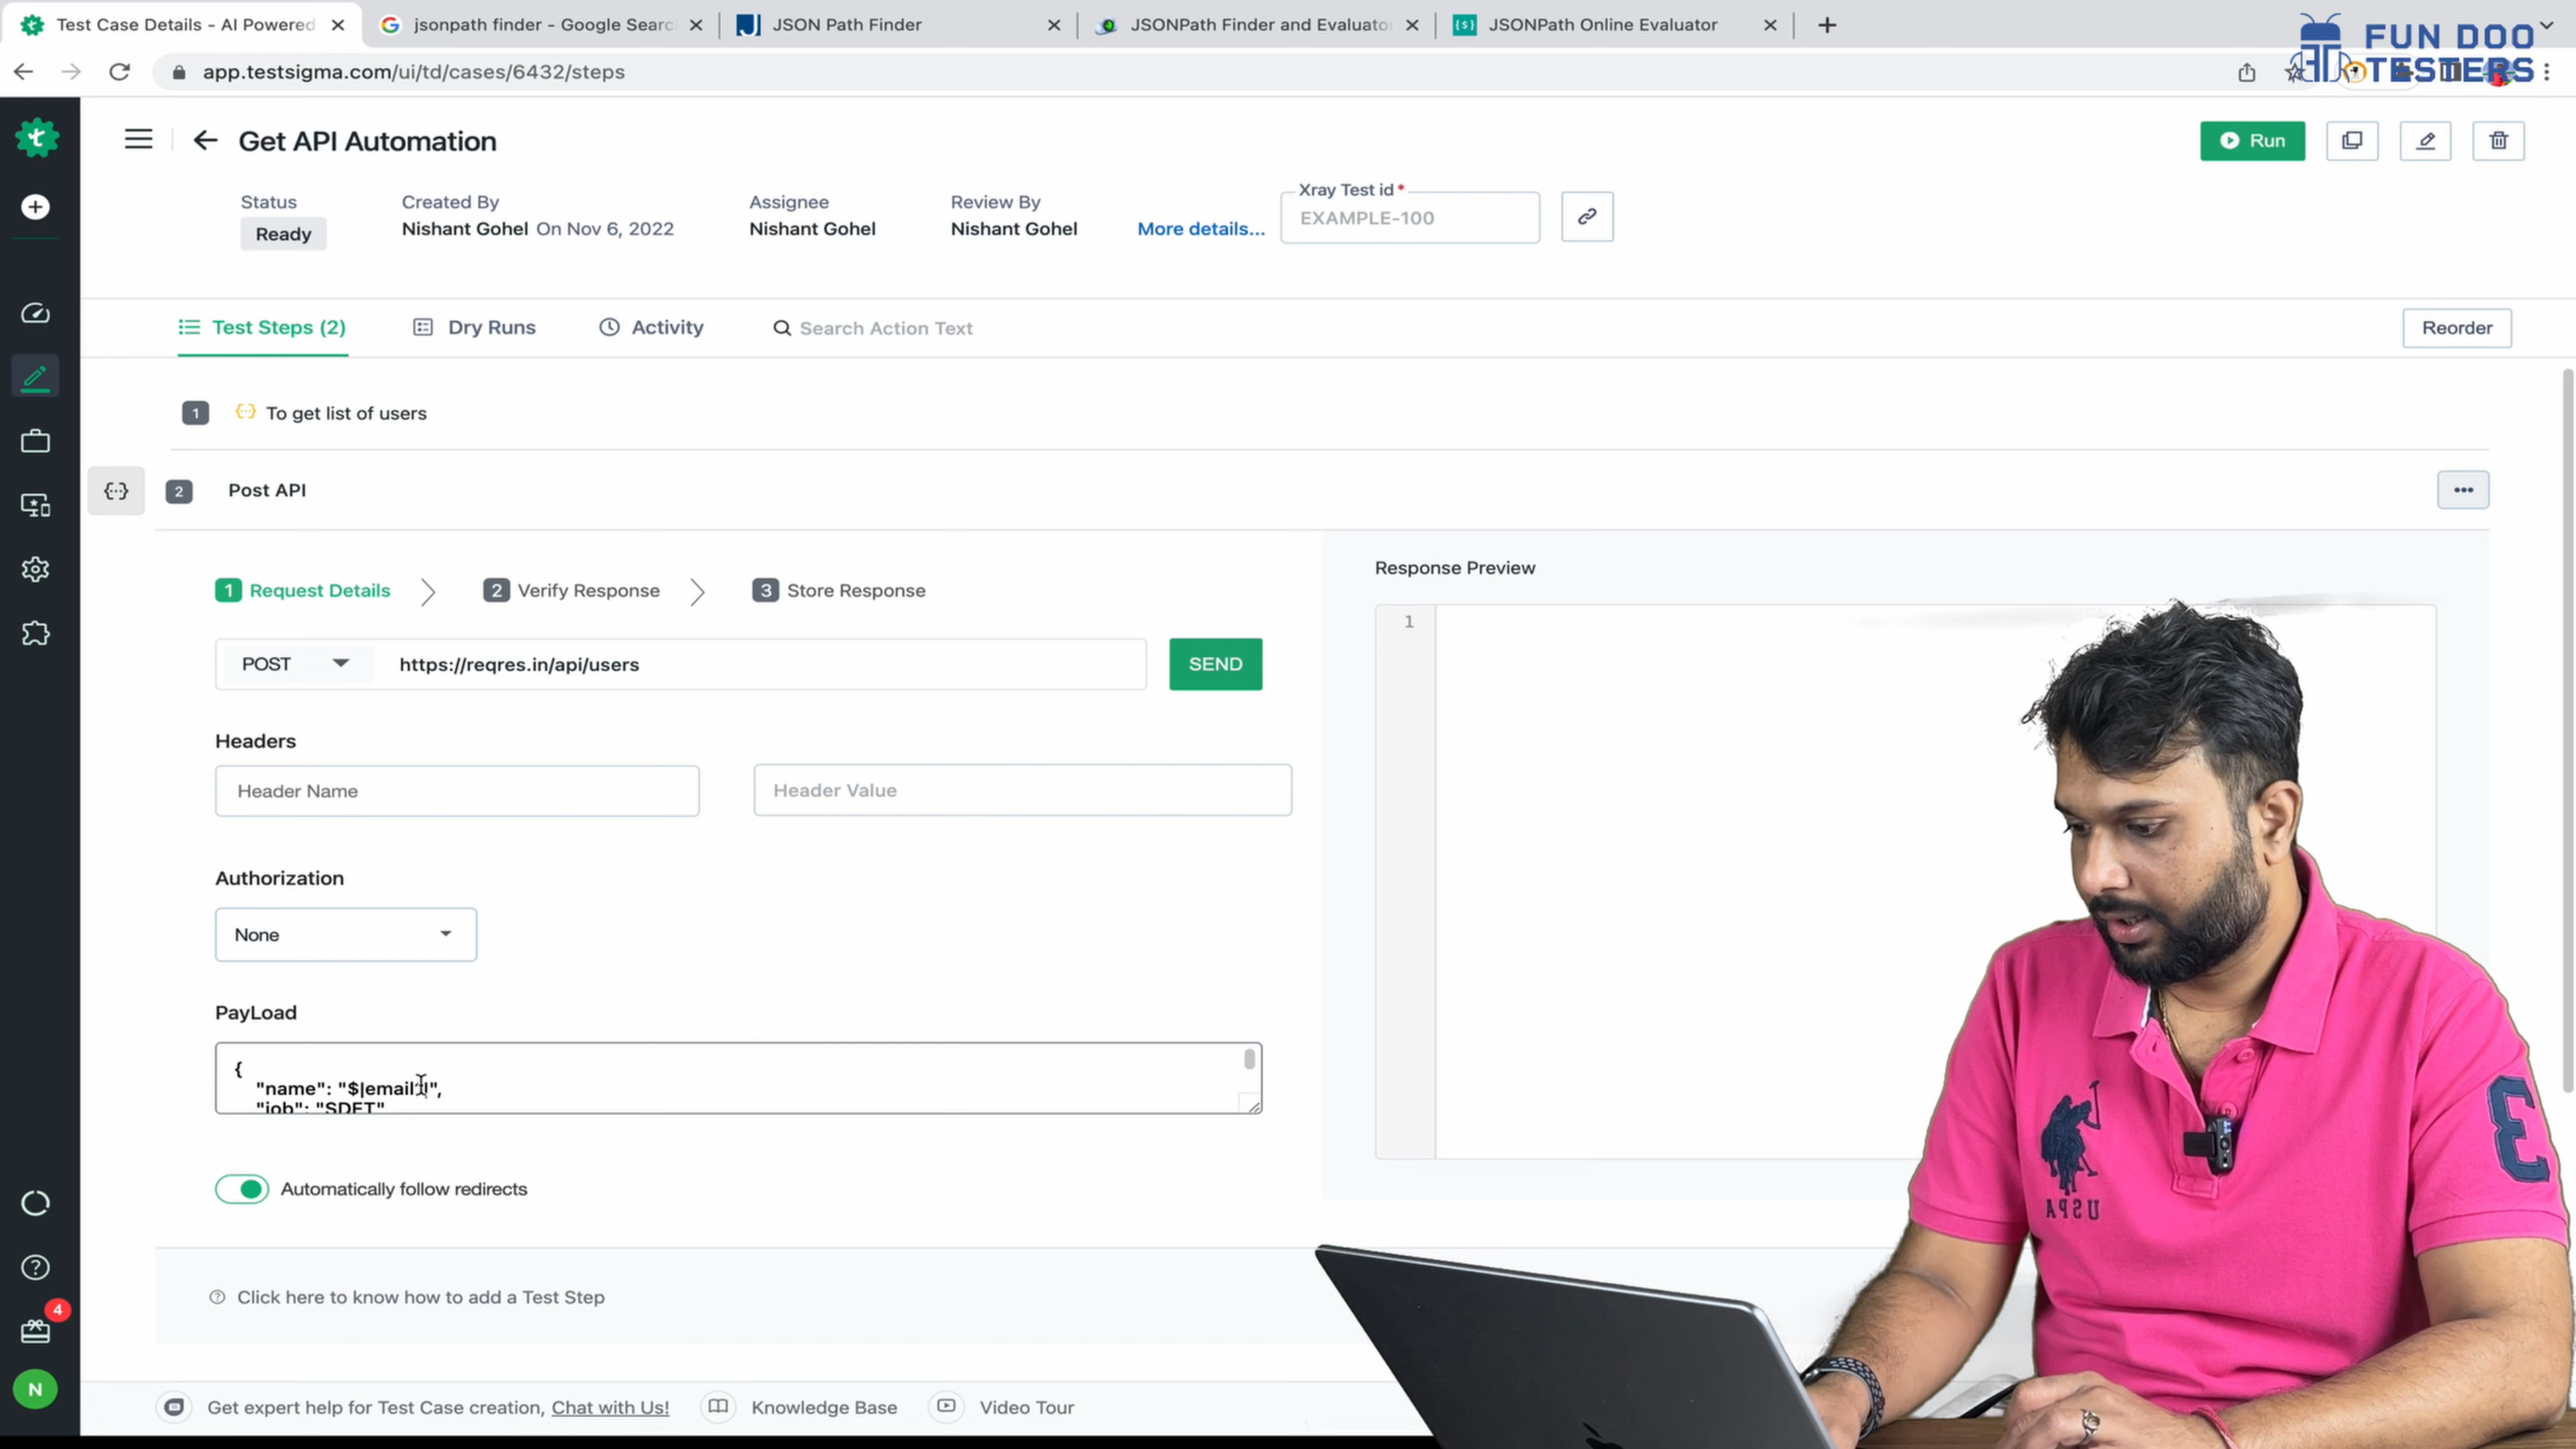 Test Case Details - AI Powered
jsonpath finder - Google Searc
JSON Path Finder
JSONPath Finder and Evaluator
JSONPath Online Evaluator
FUN DOO
TESTERS
app.testsigma.com/ui/td/cases/6432/steps
Get API Automation
Run
Status
Ready
Created By
Nishant Gohel On Nov 6, 2022
Assignee
Nishant Gohel
Review By
Nishant Gohel
More details...
Xray Test id *
EXAMPLE-100
Test Steps (2)
Dry Runs
Activity
Search Action Text
Reorder
1
To get list of users
2
Post API
1 Request Details
2 Verify Response
3 Store Response
Response Preview
1
POST
https://reqres.in/api/users
SEND
Headers
Header Name
Header Value
Authorization
None
PayLoad
{
"name": "$|email|",
"job": "SDET"
Automatically follow redirects
Click here to know how to add a Test Step
4
N
Get expert help for Test Case creation, Chat with Us!
Knowledge Base
Video Tour
USPA
3